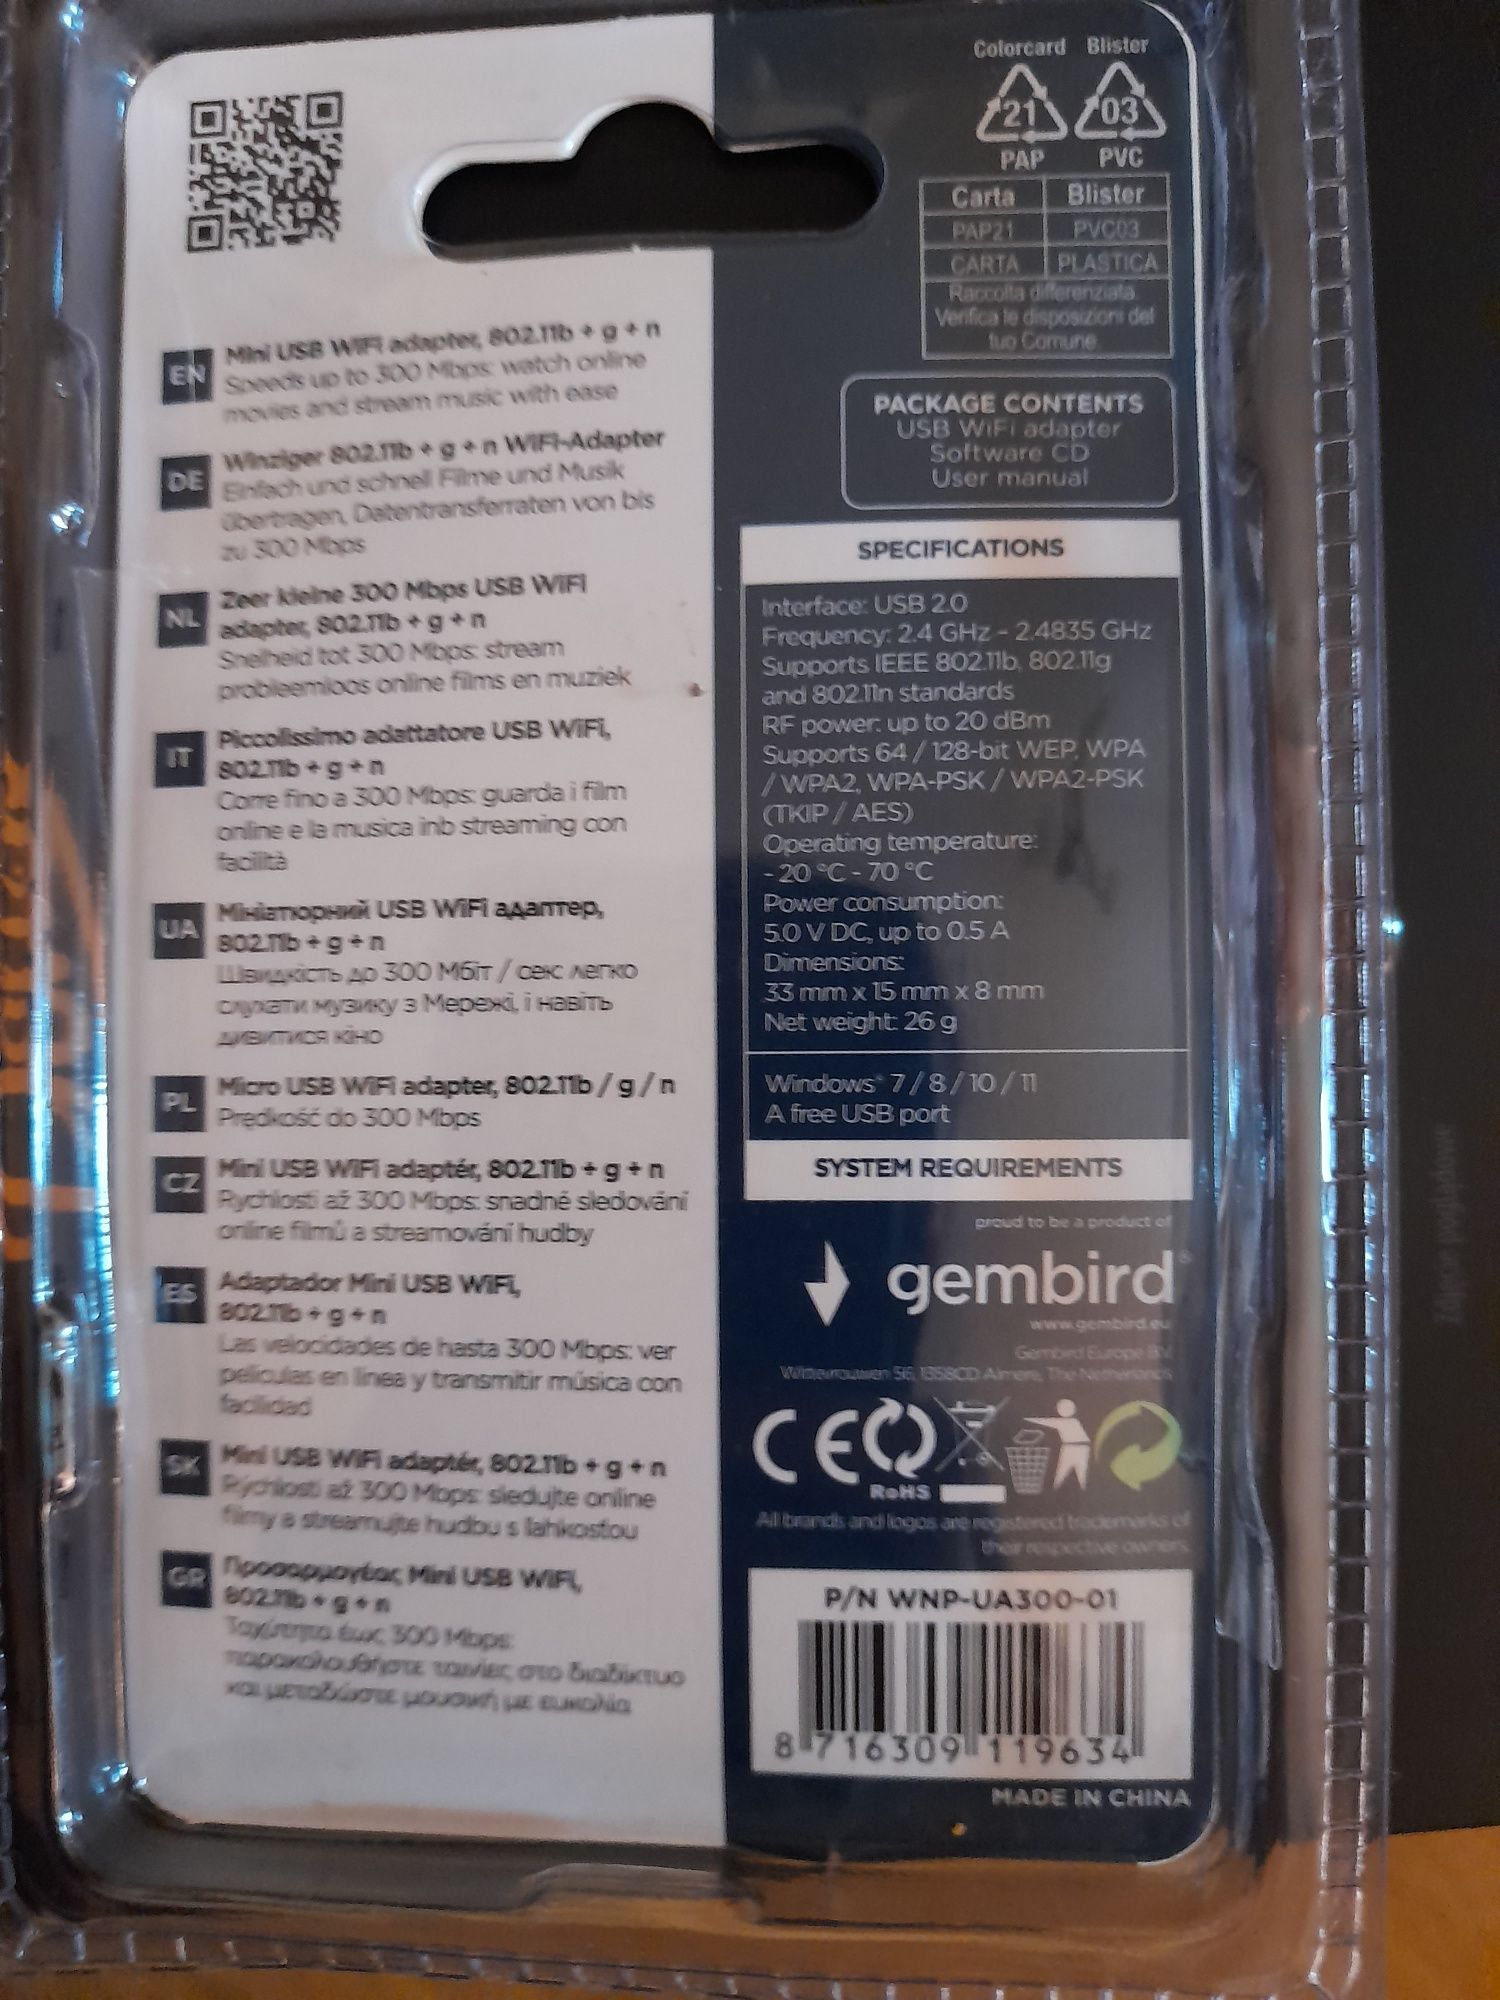 Colorcard Blister
21 03
PAP PVC
Carta Blister
PAP21 PVC03
CARTA PLASTICA
Raccolta differenziata.
Verifica le disposizioni del
tuo Comune.
PACKAGE CONTENTS
USB WiFi adapter
Software CD
User manual
EN
Mini USB WiFi adapter, 802.11b + g + n
Speeds up to 300 Mbps: watch online
movies and stream music with ease
DE
Winziger 802.11b + g + n WiFi-Adapter
Einfach und schnell Filme und Musik
übertragen, Datentransferraten von bis
zu 300 Mbps
NL
Zeer kleine 300 Mbps USB WiFi
adapter, 802.11b + g + n
Snelheid tot 300 Mbps: stream
probleemloos online films en muziek
IT
Piccolissimo adattatore USB WiFi,
802.11b + g + n
Corre fino a 300 Mbps: guarda i film
online e la musica inb streaming con
facilità
UA
Мініатюрний USB WiFi адаптер,
802.11b + g + n
Швидкість до 300 Мбіт / сек легко
слухати музику з Мережі, і навіть
дивитися кіно
PL
Micro USB WiFi adapter, 802.11b / g / n
Prędkość do 300 Mbps
CZ
Mini USB WiFi adaptér, 802.11b + g + n
Rychlosti až 300 Mbps: snadné sledování
online filmů a streamování hudby
ES
Adaptador Mini USB WiFi,
802.11b + g + n
Las velocidades de hasta 300 Mbps: ver
películas en línea y transmitir música con
facilidad
SK
Mini USB WiFi adaptér, 802.11b + g + n
Rýchlosti až 300 Mbps: sledujte online
filmy a streamujte hudbu s ľahkosťou
GR
Προσαρμογέας Mini USB WiFi,
802.11b + g + n
Ταχύτητα έως 300 Mbps:
παρακολουθήστε ταινίες στο διαδίκτυο
και μεταδώστε μουσική με ευκολία
SPECIFICATIONS
Interface: USB 2.0
Frequency: 2.4 GHz - 2.4835 GHz
Supports IEEE 802.11b, 802.11g
and 802.11n standards
RF power: up to 20 dBm
Supports 64 / 128-bit WEP, WPA
/ WPA2, WPA-PSK / WPA2-PSK
(TKIP / AES)
Operating temperature:
- 20 °C - 70 °C
Power consumption:
5.0 V DC, up to 0.5 A
Dimensions:
33 mm x 15 mm x 8 mm
Net weight: 26 g
Windows® 7 / 8 / 10 / 11
A free USB port
SYSTEM REQUIREMENTS
proud to be a product of
gembird®
www.gembird.eu
Gembird Europe BV
Wittevrouwen 56, 1358CD Almere, The Netherlands
CE
RoHS
All brands and logos are registered trademarks of
their respective owners
P/N WNP-UA300-01
8 716309 119634
MADE IN CHINA
Zdjęcie poglądowe